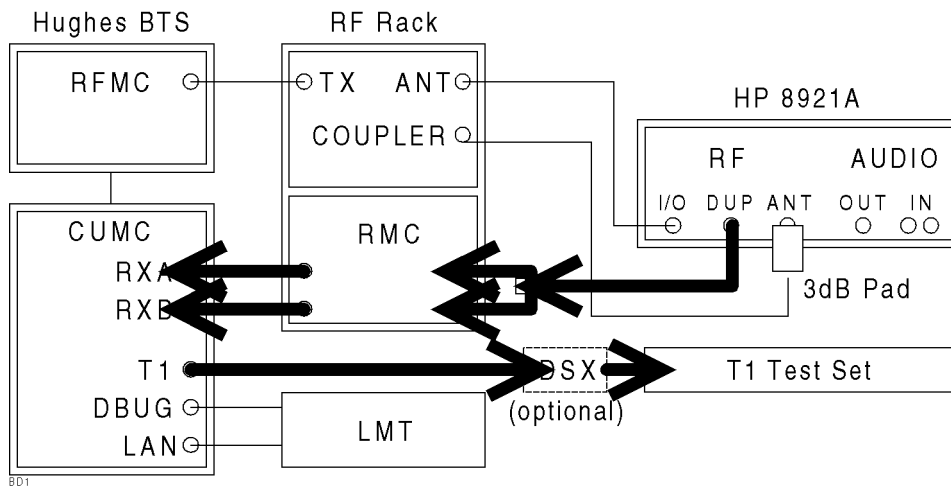 Hughes BTS
RF Rack
RFMC
TX
ANT
COUPLER
HP 8921A
RF
AUDIO
I/O
DUP
ANT
OUT
IN
3dB Pad
CUMC
RXA
RXB
RMC
T1
DSX
(optional)
T1 Test Set
DBUG
LAN
LMT
BD1